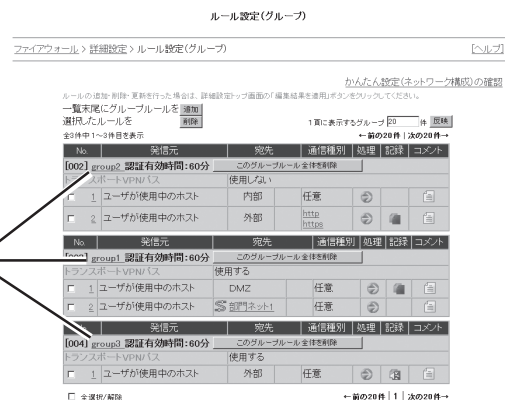 ルール設定(グループ)
ファイアウォール > 詳細設定 > ルール設定(グループ) [ヘルプ]
かんたん設定(ネットワーク構成)の確認
ルールの追加・削除・更新を行った場合は、詳細設定トップ画面の「編集結果を適用」ボタンをクリックしてください。
一覧末尾にグループルールを 追加
選択したルールを 削除 1頁に表示するグループ 20 件 反映
全3件中 1~3件目を表示 ←前の20件 | 次の20件→
No. 発信元 宛先 通信種別 処理 記録 コメント
[002] group2 認証有効時間:60分 このグループルール全体を削除
トランスポートVPNパス 使用しない
1 ユーザが使用中のホスト 内部 任意
2 ユーザが使用中のホスト 外部 http
https
No. 発信元 宛先 通信種別 処理 記録 コメント
group1 認証有効時間:60分 このグループルール全体を削除
トランスポートVPNパス 使用する
1 ユーザが使用中のホスト DMZ 任意
2 ユーザが使用中のホスト 部門ネット1 任意
No. 発信元 宛先 通信種別 処理 記録 コメント
[004] group3 認証有効時間:60分 このグループルール全体を削除
トランスポートVPNパス 使用する
1 ユーザが使用中のホスト 外部 任意
全選択/解除 ←前の20件 | 1 | 次の20件→